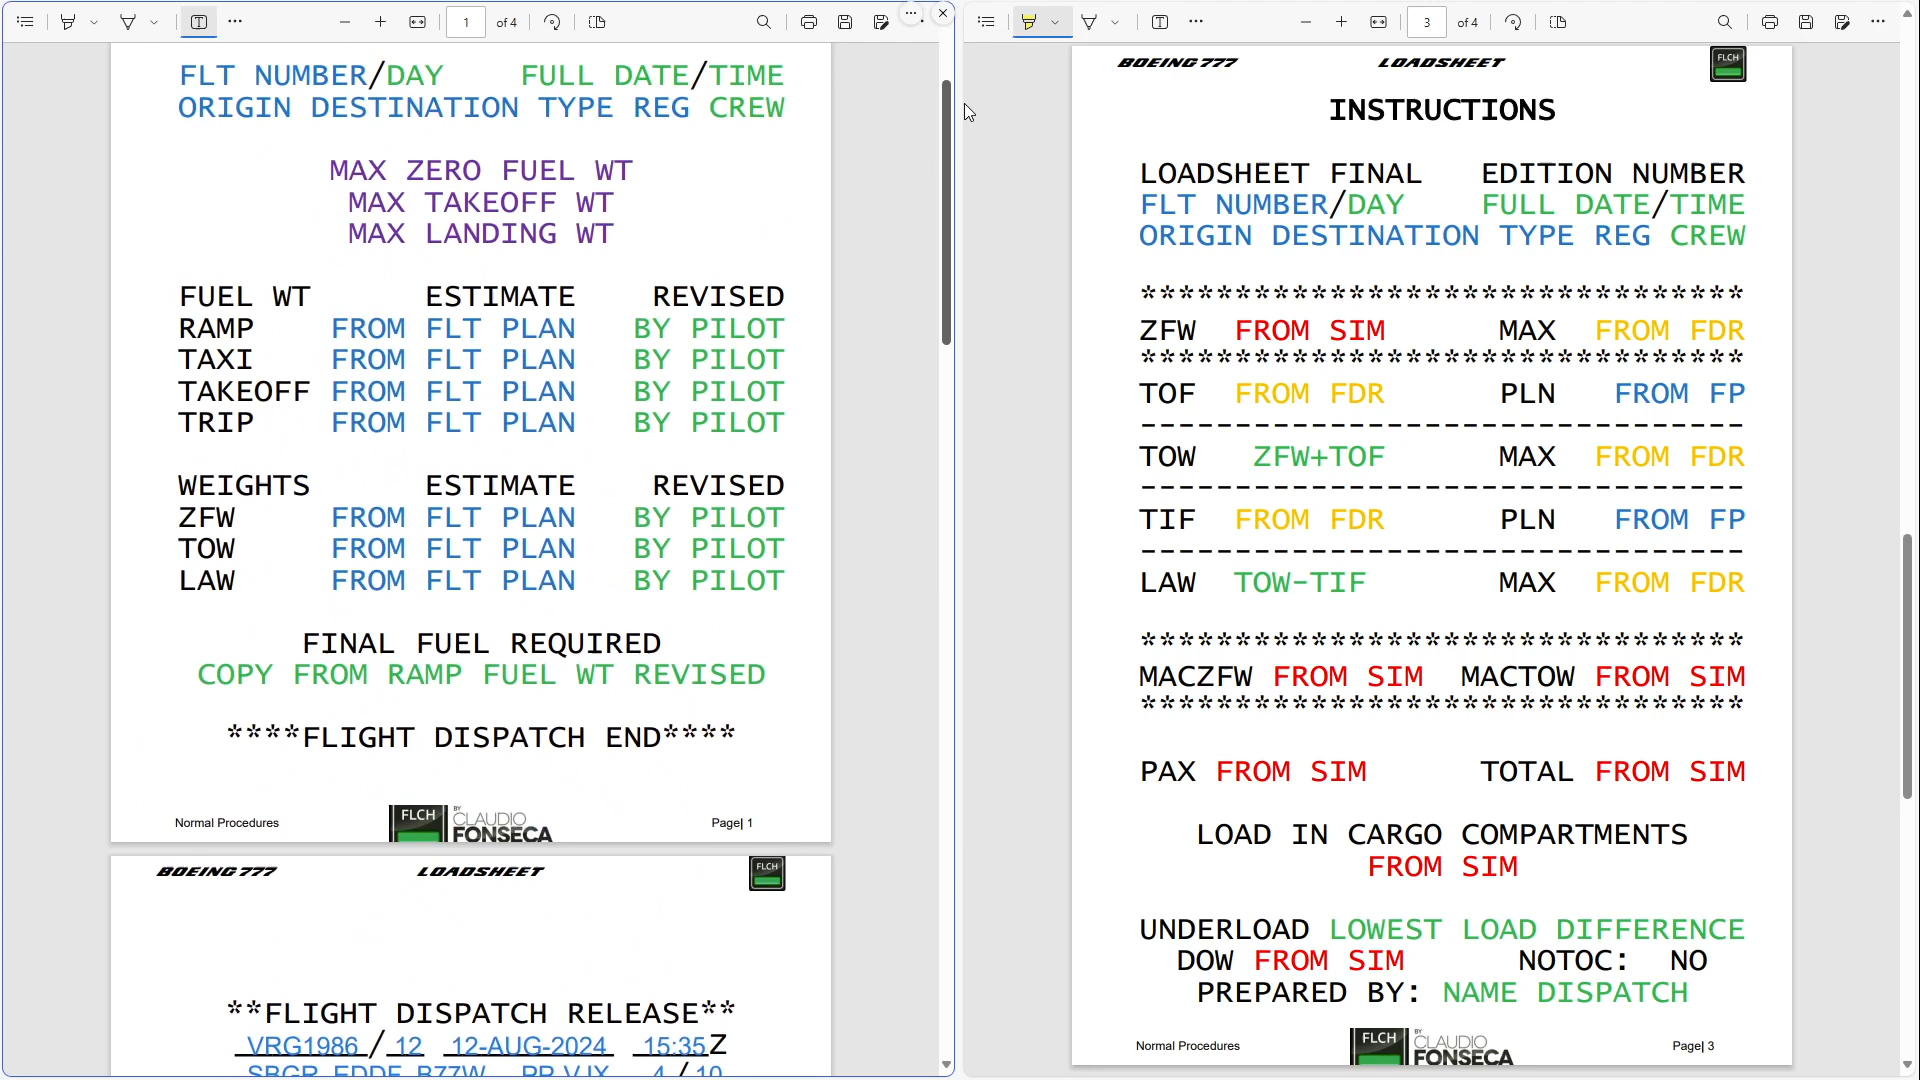 1 of 4
FLT NUMBER/DAY FULL DATE/TIME
ORIGIN DESTINATION TYPE REG CREW
MAX ZERO FUEL WT
MAX TAKEOFF WT
MAX LANDING WT
FUEL WT ESTIMATE REVISED
RAMP FROM FLT PLAN BY PILOT
TAXI FROM FLT PLAN BY PILOT
TAKEOFF FROM FLT PLAN BY PILOT
TRIP FROM FLT PLAN BY PILOT
WEIGHTS ESTIMATE REVISED
ZFW FROM FLT PLAN BY PILOT
TOW FROM FLT PLAN BY PILOT
LAW FROM FLT PLAN BY PILOT
FINAL FUEL REQUIRED
COPY FROM RAMP FUEL WT REVISED
****FLIGHT DISPATCH END****
Normal Procedures FLCH BY CLAUDIO FONSECA Page| 1
BOEING 777 LOADSHEET FLCH
**FLIGHT DISPATCH RELEASE**
VRG1986 / 12 12-AUG-2024 15:35 Z
SBGR EDDF B77W PR-VJX 4 / 10
3 of 4
BOEING 777 LOADSHEET FLCH
INSTRUCTIONS
LOADSHEET FINAL EDITION NUMBER
FLT NUMBER/DAY FULL DATE/TIME
ORIGIN DESTINATION TYPE REG CREW
********************************
ZFW FROM SIM MAX FROM FDR
********************************
TOF FROM FDR PLN FROM FP
--------------------------------
TOW ZFW+TOF MAX FROM FDR
--------------------------------
TIF FROM FDR PLN FROM FP
--------------------------------
LAW TOW-TIF MAX FROM FDR
********************************
MACZFW FROM SIM MACTOW FROM SIM
********************************
PAX FROM SIM TOTAL FROM SIM
LOAD IN CARGO COMPARTMENTS
FROM SIM
UNDERLOAD LOWEST LOAD DIFFERENCE
DOW FROM SIM NOTOC: NO
PREPARED BY: NAME DISPATCH
Normal Procedures FLCH BY CLAUDIO FONSECA Page| 3